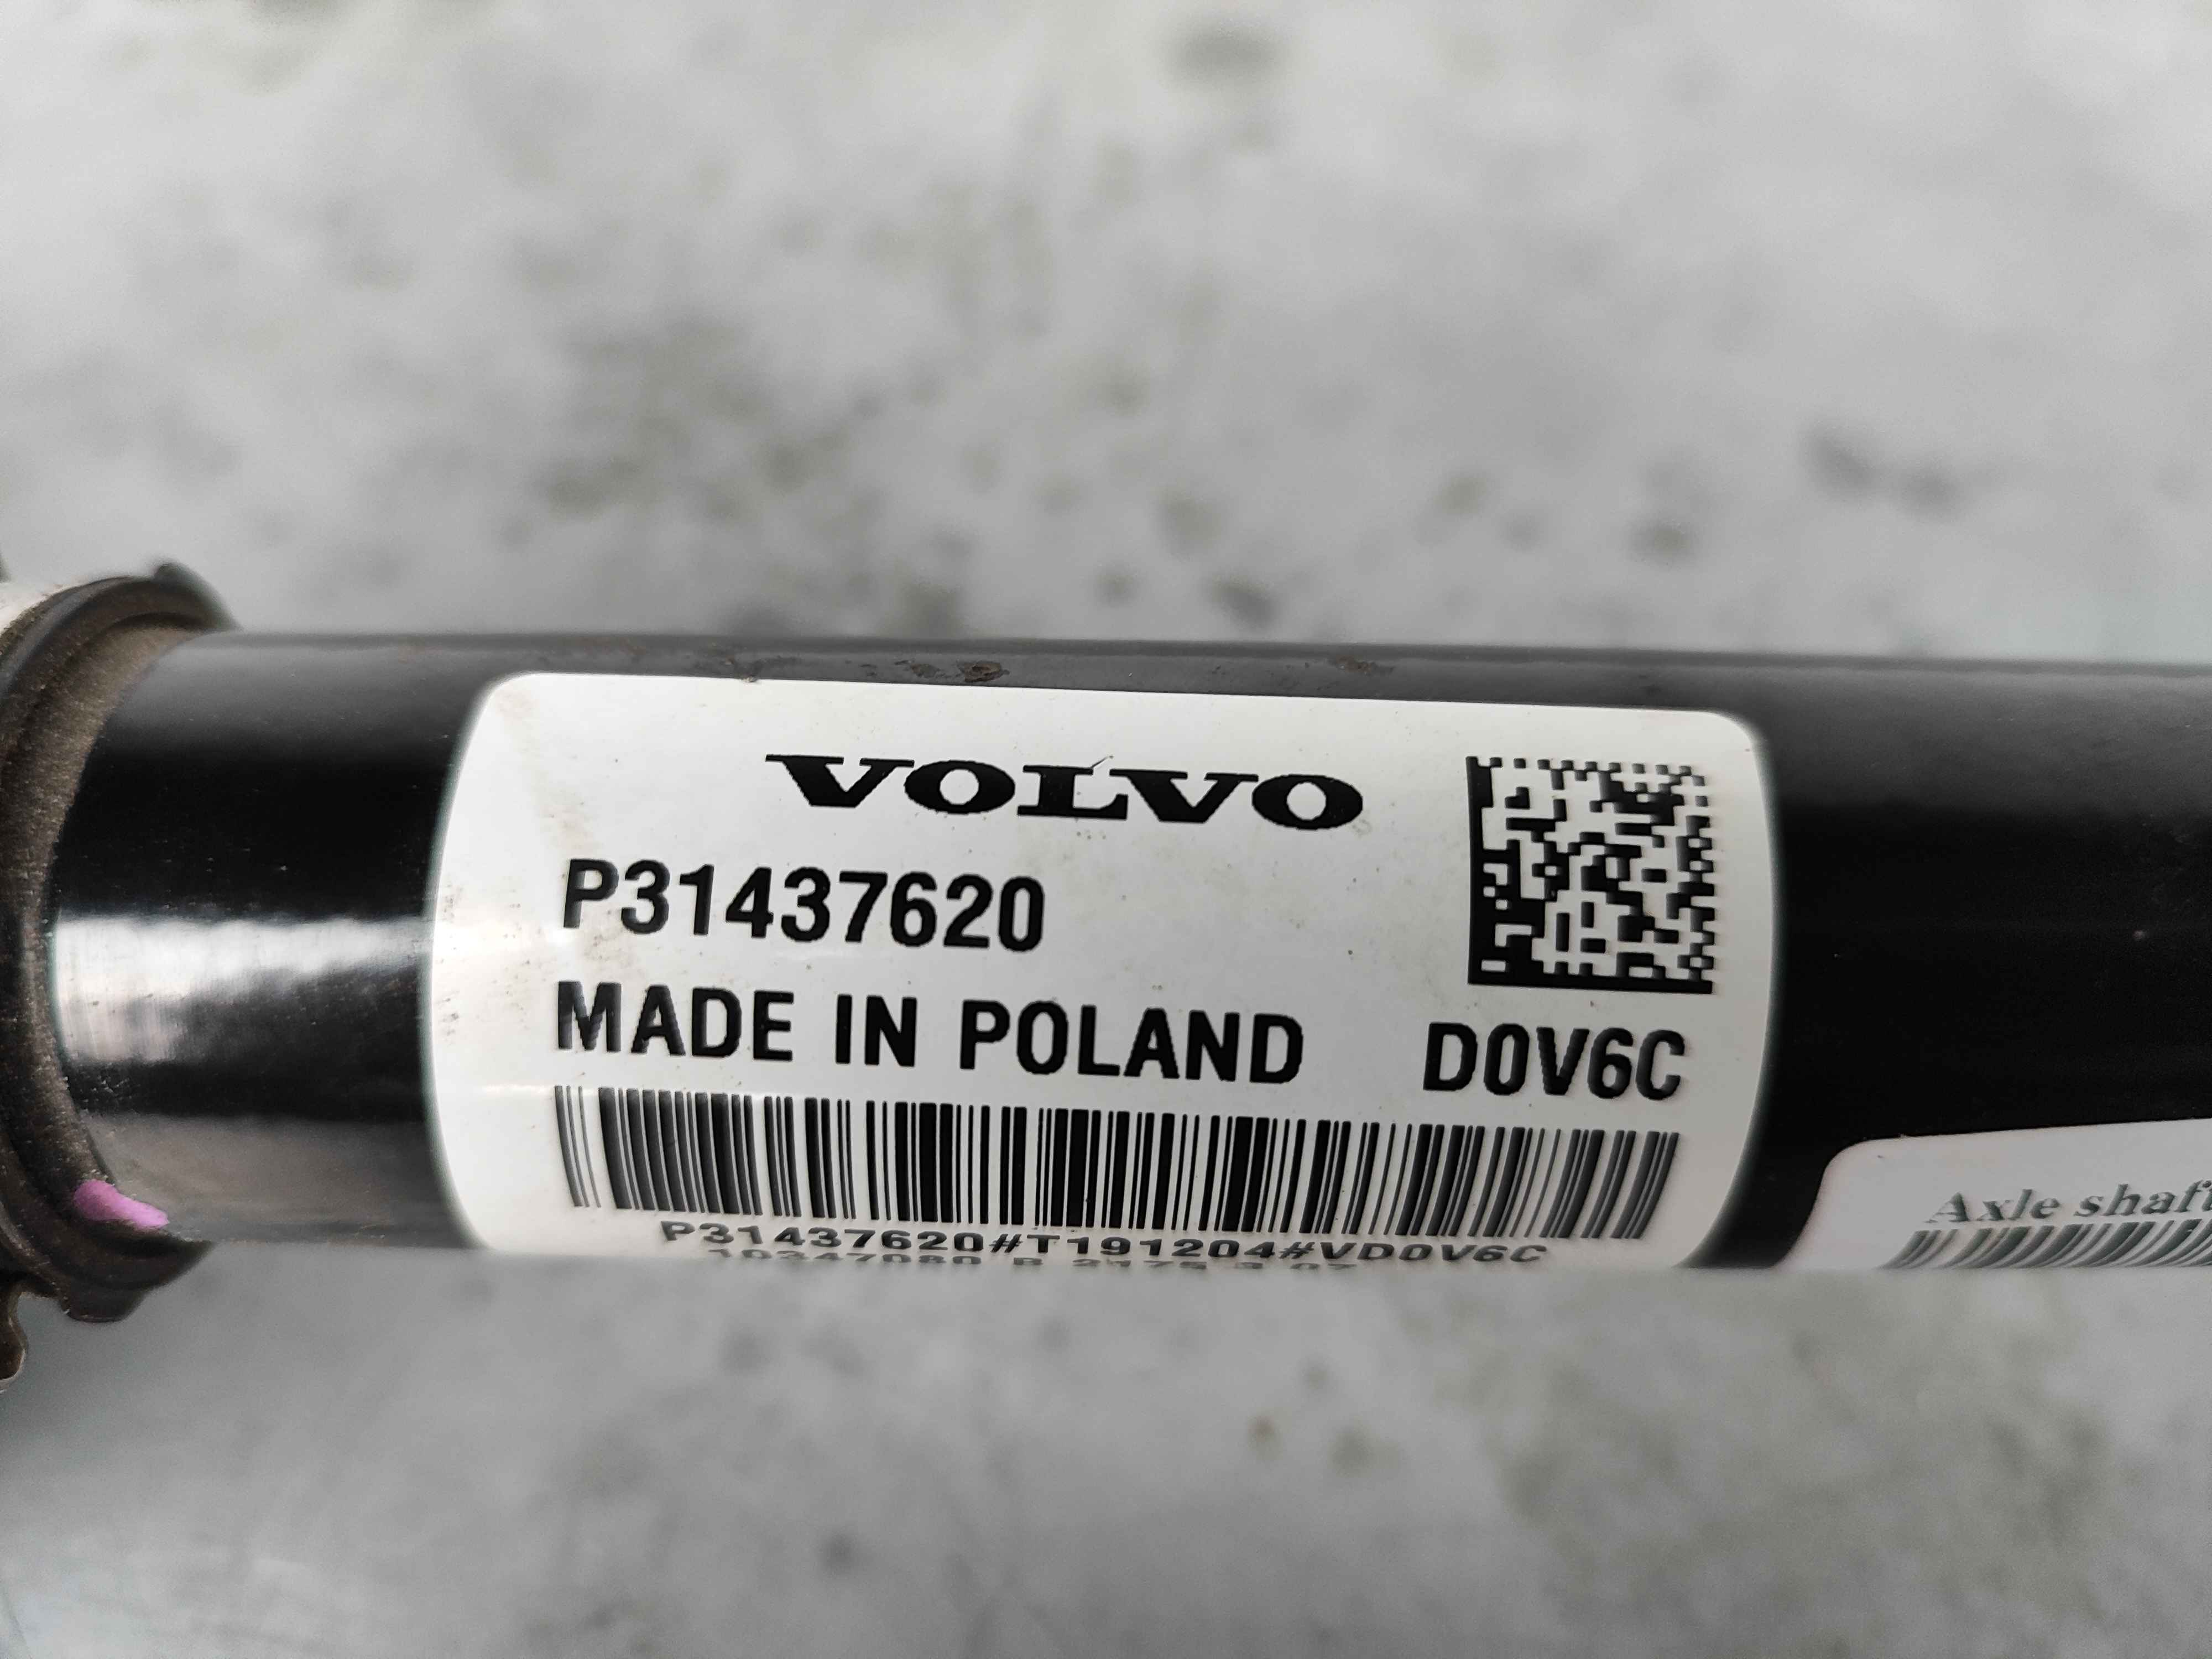 VOLVO
P31437620
MADE IN POLAND
D0V6C
P31437620#T191204#VD0V6C
Axle shaft